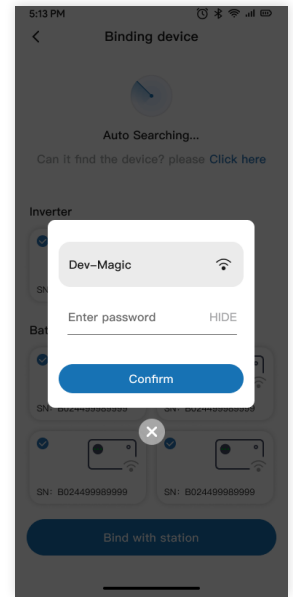 5:13 PM
Binding device
Auto Searching...
Can it find the device? please Click here
Inverter
Dev-Magic
SN
Enter password HIDE
Bat
Confirm
SN: B024499989999 SN: B024499989999
SN: B024499989999 SN: B024499989999
Bind with station